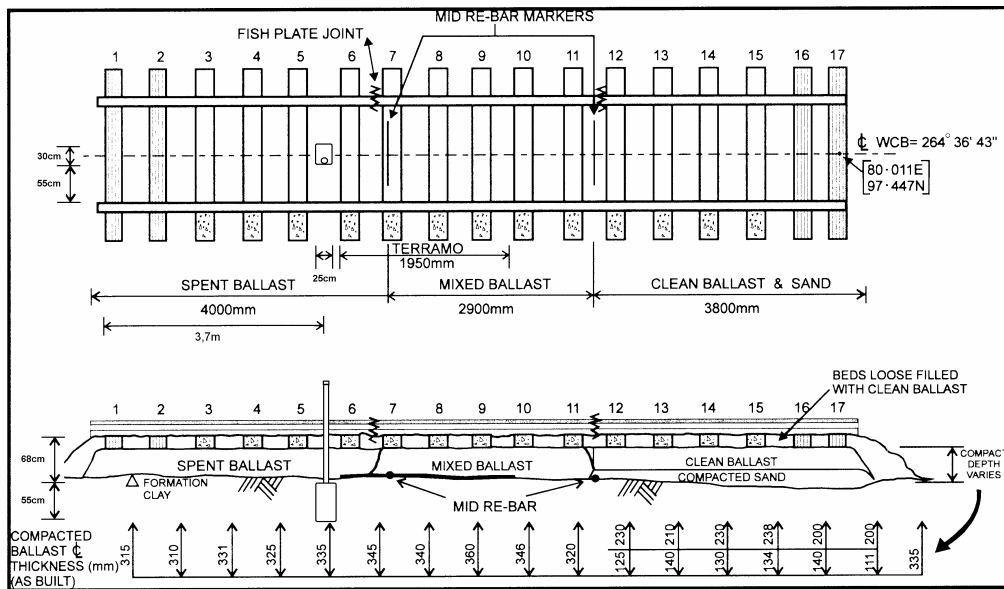 MID RE-BAR MARKERS
FISH PLATE JOINT
1 2 3 4 5 6 7 8 9 10 11 12 13 14 15 16 17
30cm
55cm
℄ WCB= 264° 36' 43"
80·011E
97·447N
TERRAMO
1950mm
25cm
SPENT BALLAST MIXED BALLAST CLEAN BALLAST & SAND
4000mm 2900mm 3800mm
3,7m
BEDS LOOSE FILLED
WITH CLEAN BALLAST
1 2 3 4 5 6 7 8 9 10 11 12 13 14 15 16 17
68cm
55cm
SPENT BALLAST
MIXED BALLAST
CLEAN BALLAST
COMPACTED SAND
FORMATION
CLAY
MID RE-BAR
COMPACT
DEPTH
VARIES
COMPACTED
BALLAST ℄
THICKNESS (mm)
(AS BUILT)
315 310 331 325 335 345 340 360 346 320
230 210 230 238 200 200
125 140 130 134 140 111
335